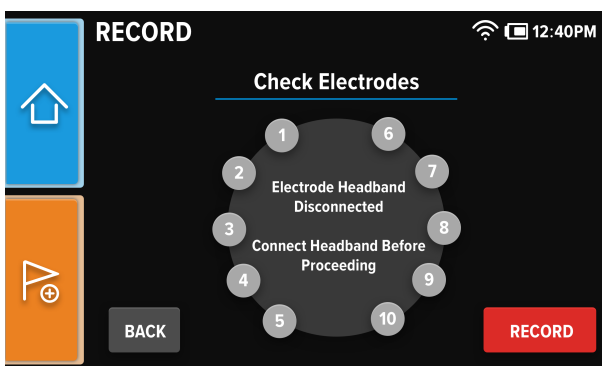 RECORD
12:40PM
Check Electrodes
1
6
2
7
Electrode Headband
Disconnected
3
8
Connect Headband Before
Proceeding
4
9
5
10
BACK
RECORD